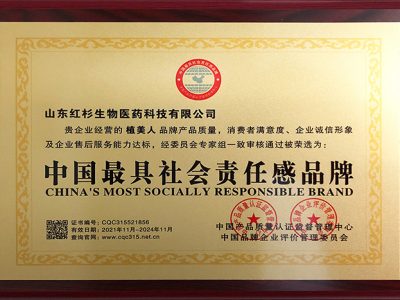 山东红杉生物医药科技有限公司
贵企业经营的 植美人 品牌产品质量，消费者满意度、企业诚信形象
及企业售后服务能力达标，经委员会专家组一致审核通过被荣选为：
中国最具社会责任感品牌
CHINA'S MOST SOCIALLY RESPONSIBLE BRAND
证书编号：CQC315521856
有效日期：2021年11月-2024年11月
查询官网：www.cqc315.net.cn
中国产品质量认证监督管理中心
中国品牌企业评价管理委员会